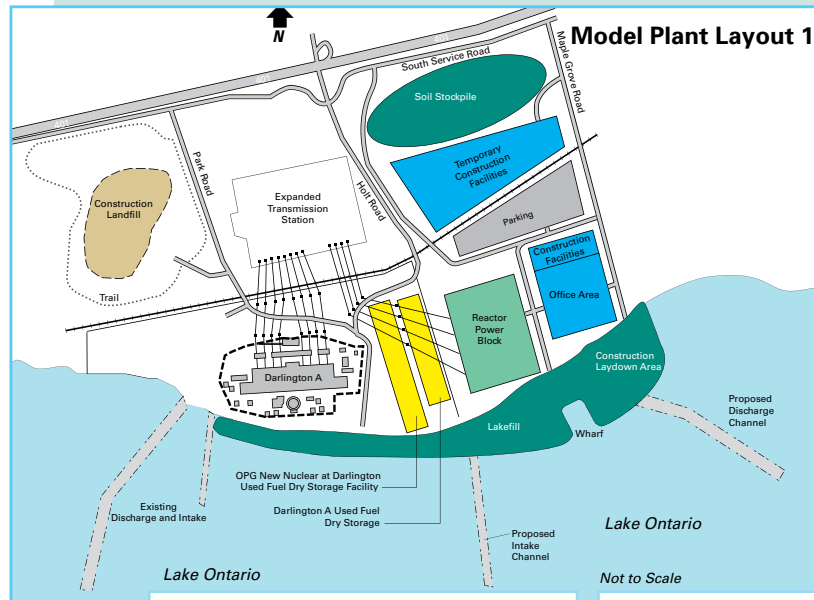 N
Model Plant Layout 1
401
401
401
South Service Road
Maple Grove Road
Soil Stockpile
Park Road
Holt Road
Temporary
Construction
Facilities
Construction
Landfill
Expanded
Transmission
Station
Parking
Construction
Facilities
Office Area
Trail
Reactor
Power
Block
Construction
Laydown Area
Darlington A
Proposed
Discharge
Channel
Lakefill
Wharf
OPG New Nuclear at Darlington
Used Fuel Dry Storage Facility
Existing
Discharge and Intake
Darlington A Used Fuel
Dry Storage
Proposed
Intake
Channel
Lake Ontario
Lake Ontario
Not to Scale